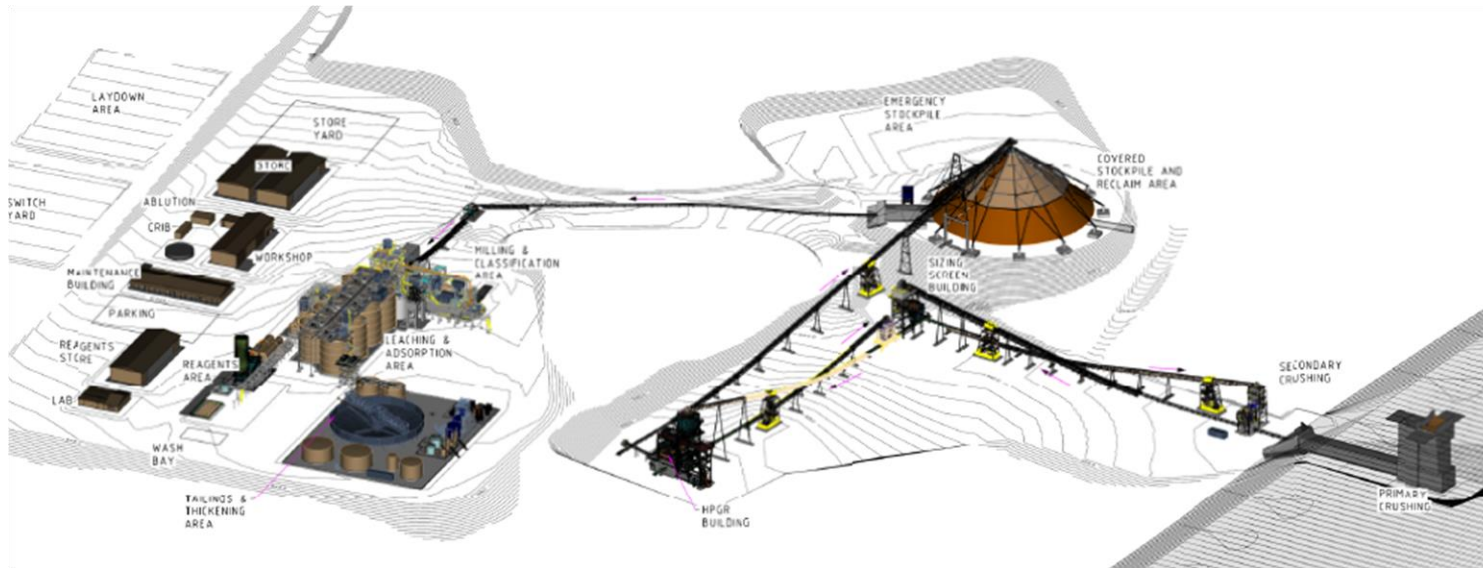 LAYDOWN
AREA
STORE
YARD
STORE
SWITCH
YARD
ABLUTION
CRIB
WORKSHOP
MAINTENANCE
BUILDING
PARKING
REAGENTS
STORE
REAGENTS
AREA
LAB
WASH
BAY
TAILINGS &
THICKENING
AREA
MILLING &
CLASSIFICATION
AREA
LEACHING &
ADSORPTION
AREA
EMERGENCY
STOCKPILE
AREA
COVERED
STOCKPILE AND
RECLAIM AREA
SIZING
SCREEN
BUILDING
HPGR
BUILDING
SECONDARY
CRUSHING
PRIMARY
CRUSHING